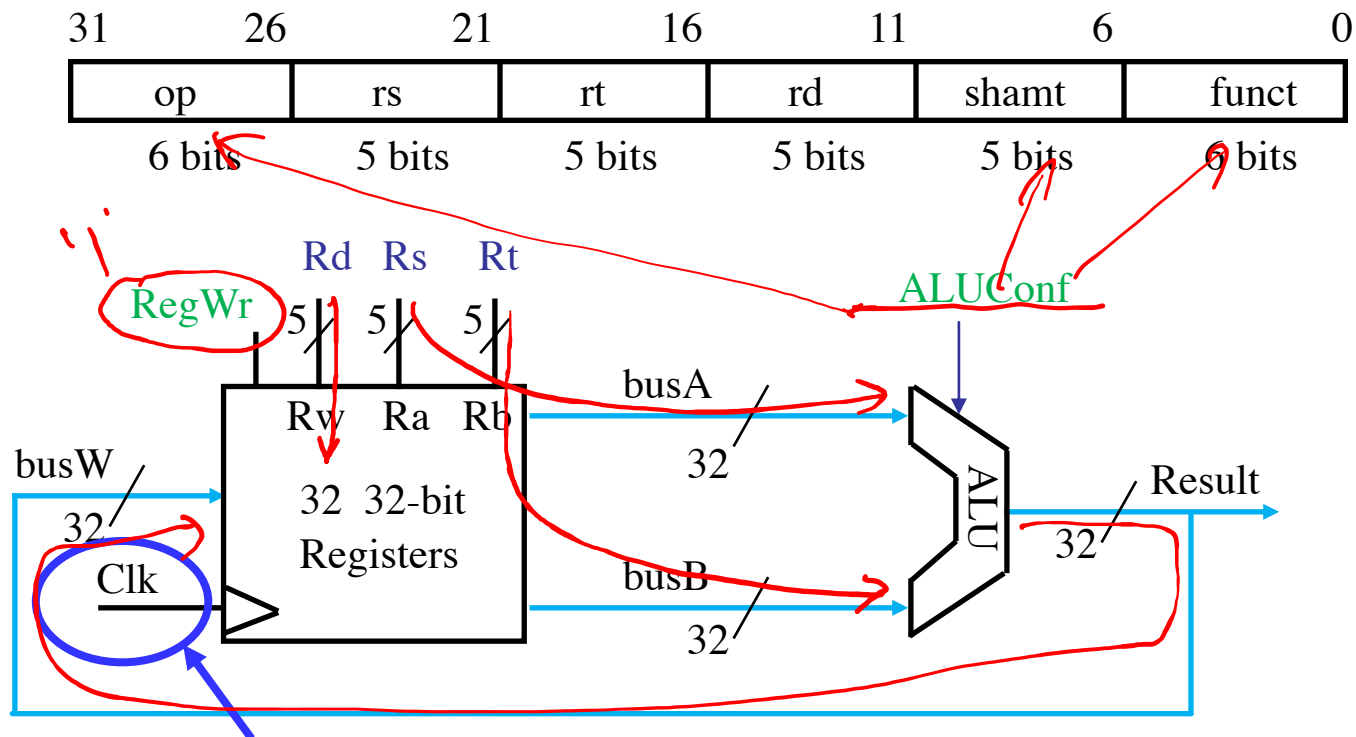 31 26 21 16 11 6 0
op rs rt rd shamt funct
6 bits 5 bits 5 bits 5 bits 5 bits 6 bits
Rd Rs Rt ALUConf
RegWr 5 5 5
busA
Rw Ra Rb
busW 32
32 32-bit ALU Result
32 Registers 32
Clk busB
32